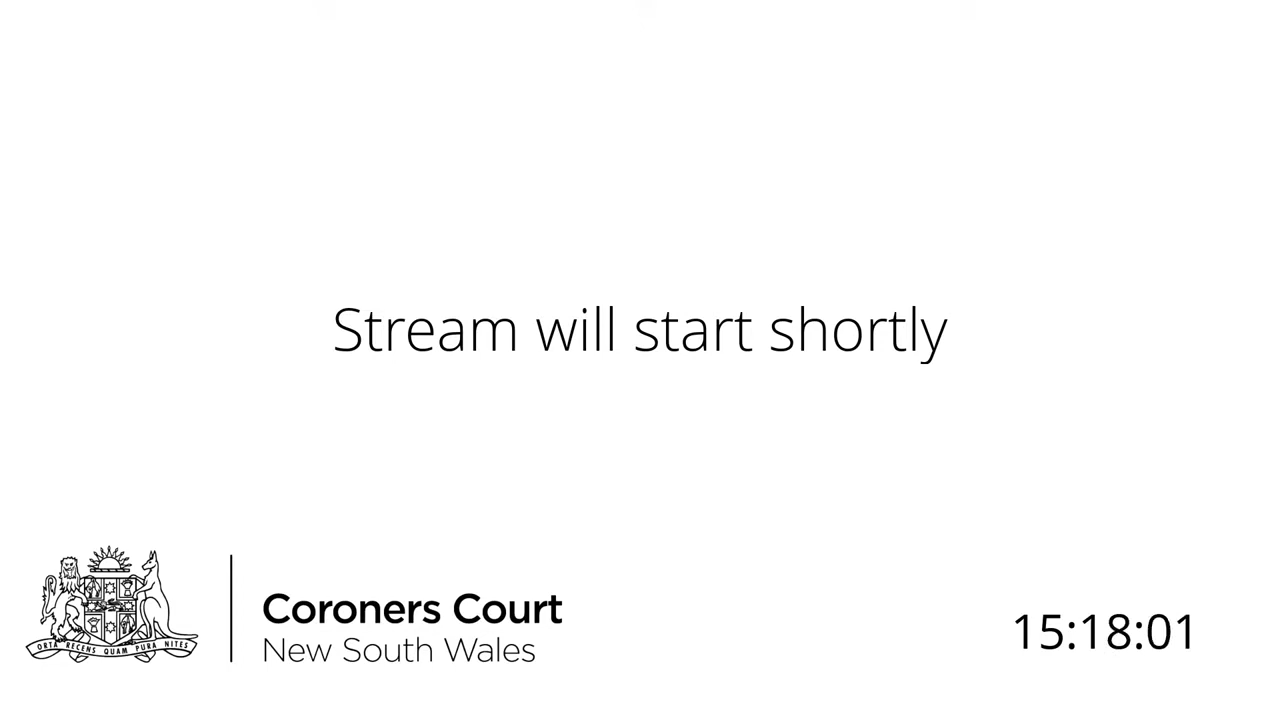 Stream will start shortly
ORTA RECENS QUAM PURA NITES
Coroners Court
New South Wales
15:18:01